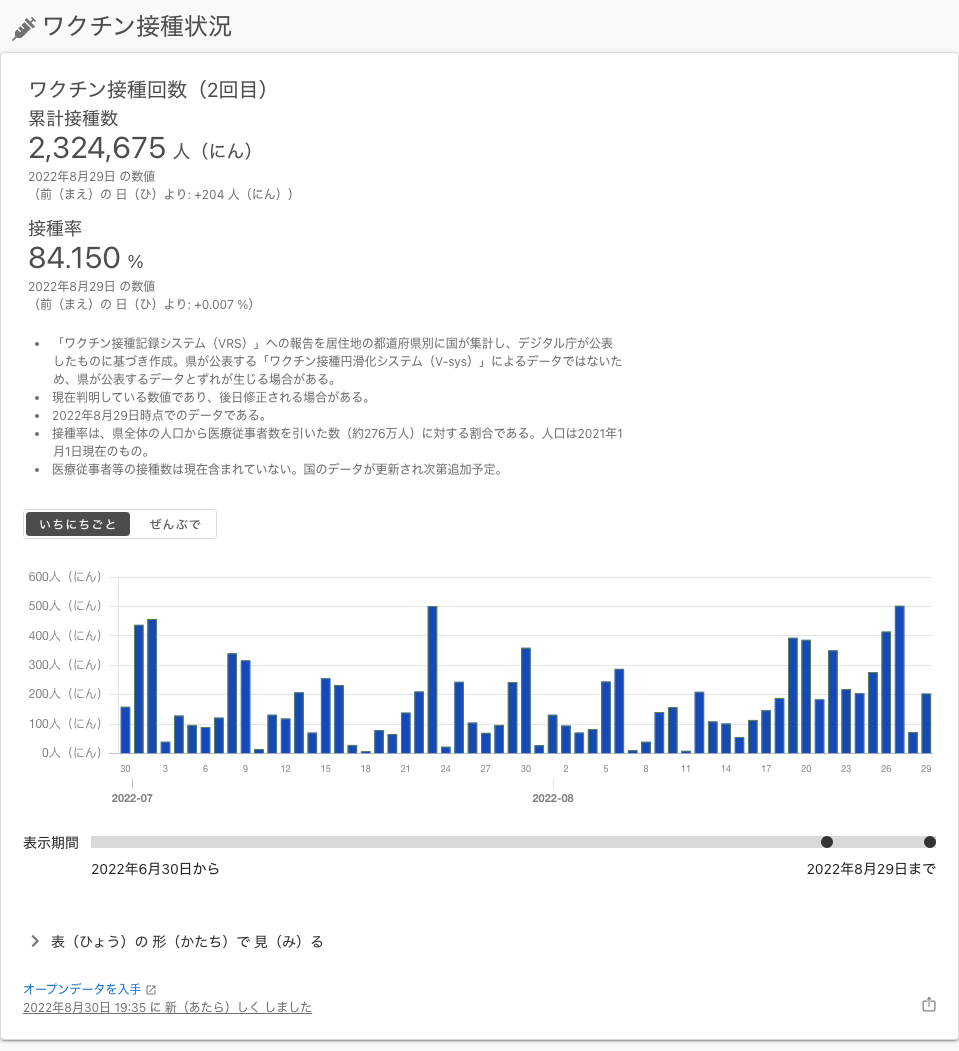 ワクチン接種状況
ワクチン接種回数（2回目）
累計接種数
2,324,675 人（にん）
2022年8月29日 の数値
（前（まえ）の 日（ひ）より: +204 人（にん））
接種率
84.150 %
2022年8月29日 の数値
（前（まえ）の 日（ひ）より: +0.007 %）
• 「ワクチン接種記録システム（VRS）」への報告を居住地の都道府県別に国が集計し、デジタル庁が公表
したものに基づき作成。県が公表する「ワクチン接種円滑化システム（V-sys）」によるデータではないた
め、県が公表するデータとずれが生じる場合がある。
• 現在判明している数値であり、後日修正される場合がある。
• 2022年8月29日時点でのデータである。
• 接種率は、県全体の人口から医療従事者数を引いた数（約276万人）に対する割合である。人口は2021年1
月1日現在のもの。
• 医療従事者等の接種数は現在含まれていない。国のデータが更新され次第追加予定。
いちにちごと ぜんぶで
600人（にん）
500人（にん）
400人（にん）
300人（にん）
200人（にん）
100人（にん）
0人（にん）
30 3 6 9 12 15 18 21 24 27 30 2 5 8 11 14 17 20 23 26 29
2022-07 2022-08
表示期間
2022年6月30日から 2022年8月29日まで
表（ひょう）の 形（かたち）で 見（み）る
オープンデータを入手
2022年8月30日 19:35 に 新（あたら）しく しました